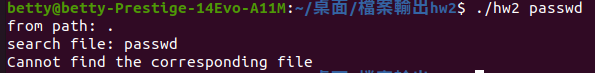 betty@betty-Prestige-14Evo-A11M:~/桌面/檔案輸出hw2$ ./hw2 passwd
from path: .
search file: passwd
Cannot find the corresponding file